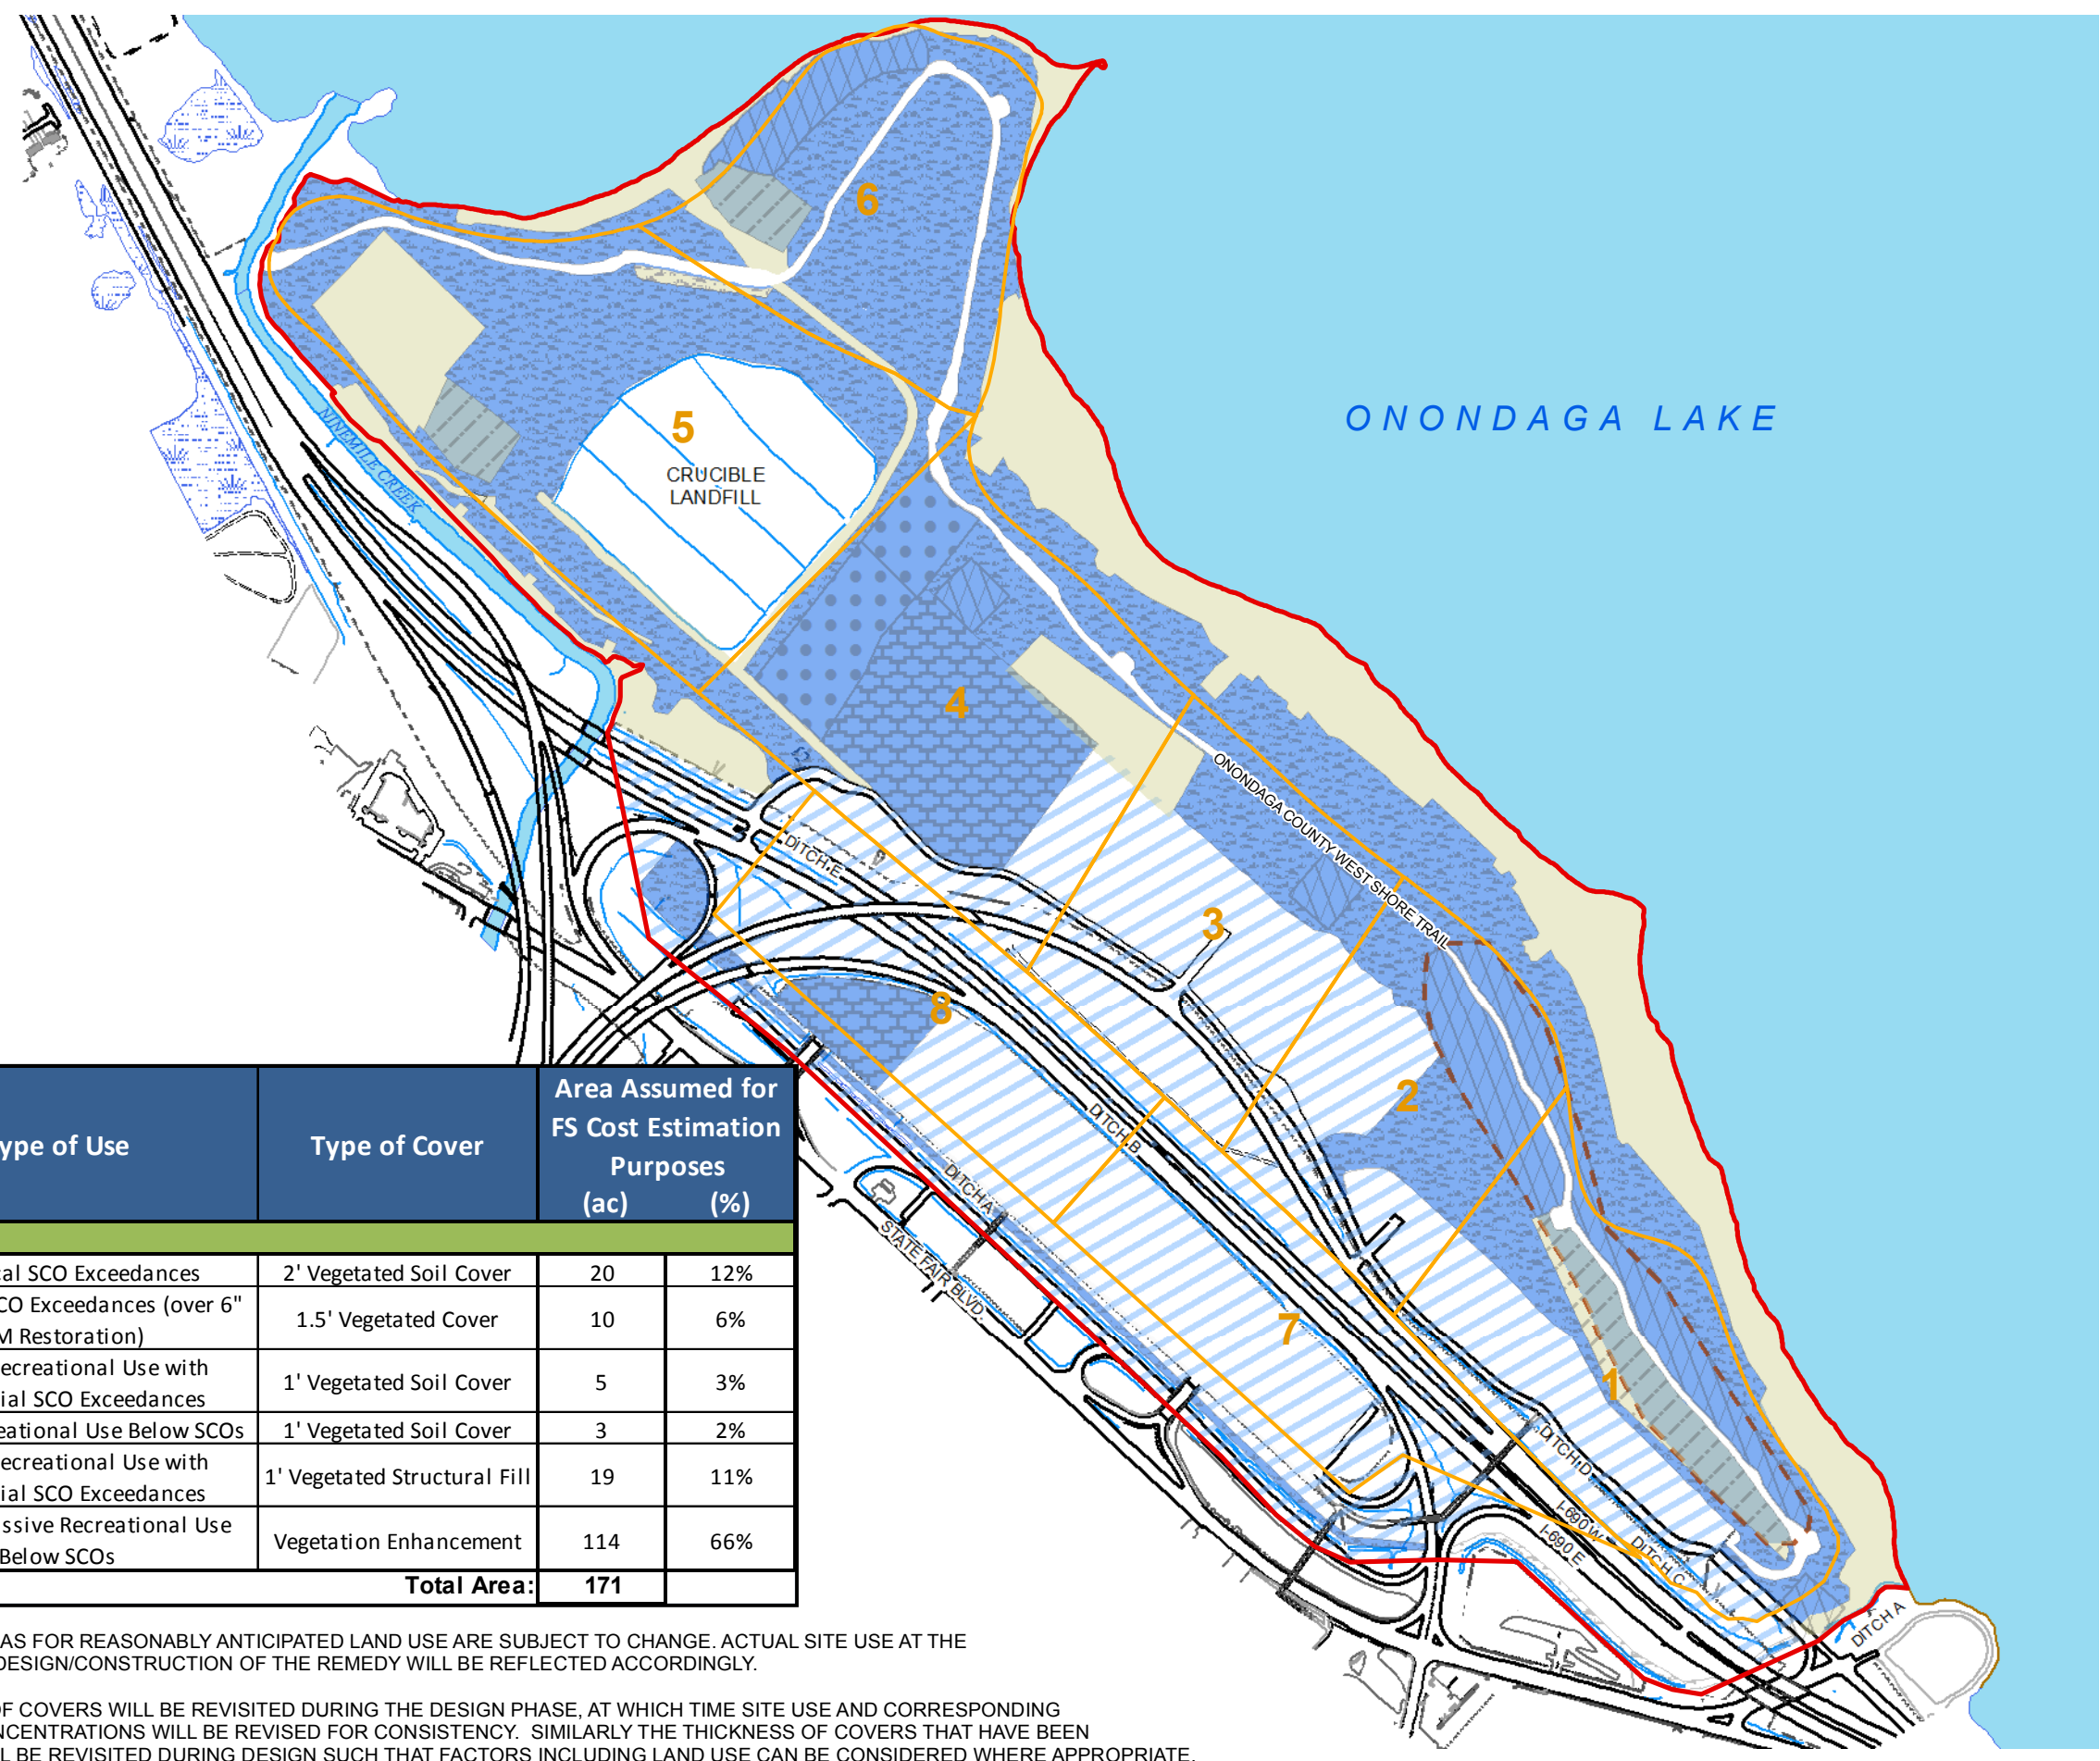 6
5
CRUCIBLE
LANDFILL
ONONDAGA LAKE
NINEMILE CREEK
4
ONONDAGA COUNTY WEST SHORE TRAIL
DITCH E
3
8
2
DITCH B
DITCH A
STATE FAIR BLVD.
7
1
DITCH D
I-690 W
I-690 E
DITCH C
DITCH A
ype of Use
Type of Cover
Area Assumed for
FS Cost Estimation
Purposes
(ac) (%)
al SCO Exceedances 2' Vegetated Soil Cover 20 12%
CO Exceedances (over 6"
M Restoration) 1.5' Vegetated Cover 10 6%
ecreational Use with
ial SCO Exceedances 1' Vegetated Soil Cover 5 3%
eational Use Below SCOs 1' Vegetated Soil Cover 3 2%
ecreational Use with
ial SCO Exceedances 1' Vegetated Structural Fill 19 11%
ssive Recreational Use
Below SCOs Vegetation Enhancement 114 66%
Total Area: 171
AS FOR REASONABLY ANTICIPATED LAND USE ARE SUBJECT TO CHANGE. ACTUAL SITE USE AT THE
DESIGN/CONSTRUCTION OF THE REMEDY WILL BE REFLECTED ACCORDINGLY.
OF COVERS WILL BE REVISITED DURING THE DESIGN PHASE, AT WHICH TIME SITE USE AND CORRESPONDING
NCENTRATIONS WILL BE REVISED FOR CONSISTENCY. SIMILARLY THE THICKNESS OF COVERS THAT HAVE BEEN
L BE REVISITED DURING DESIGN SUCH THAT FACTORS INCLUDING LAND USE CAN BE CONSIDERED WHERE APPROPRIATE.